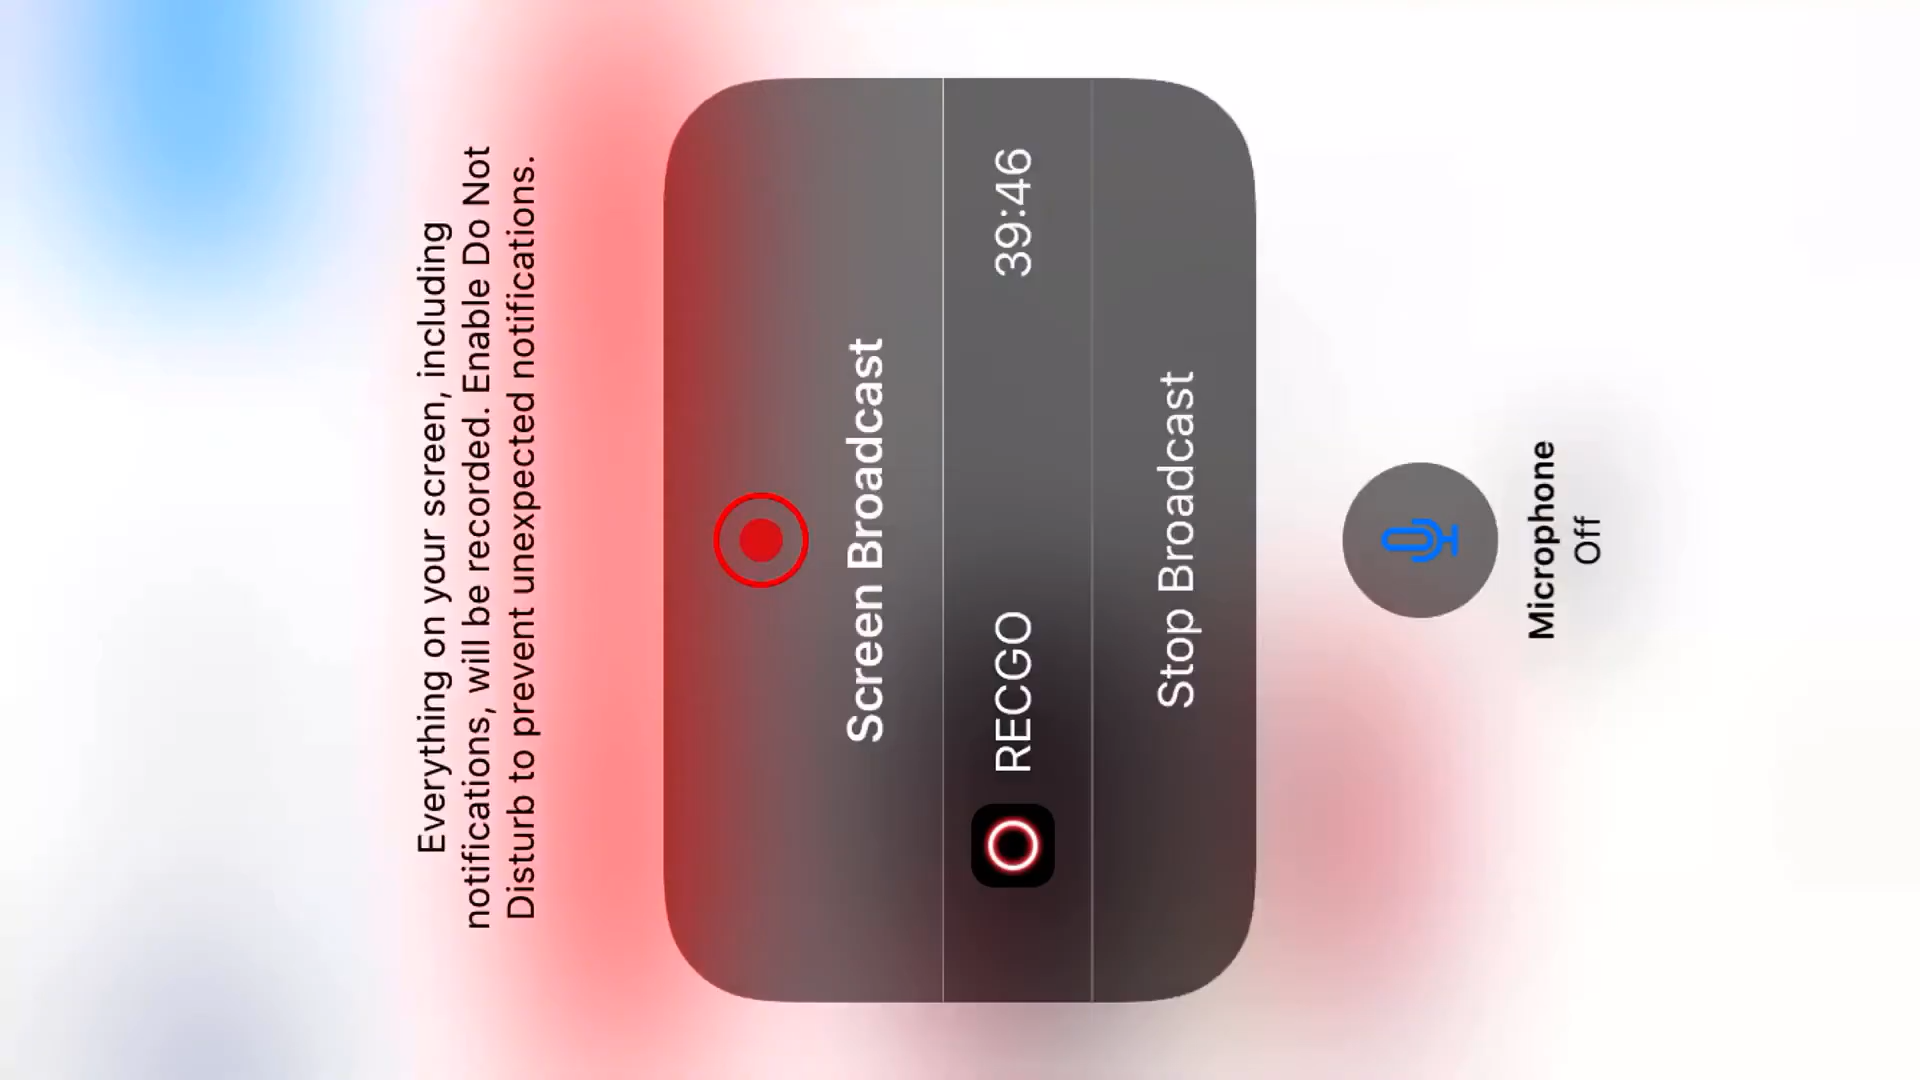 Everything on your screen, including
notifications, will be recorded. Enable Do Not
Disturb to prevent unexpected notifications.
Screen Broadcast
RECGO 39:46
Stop Broadcast
Microphone
Off